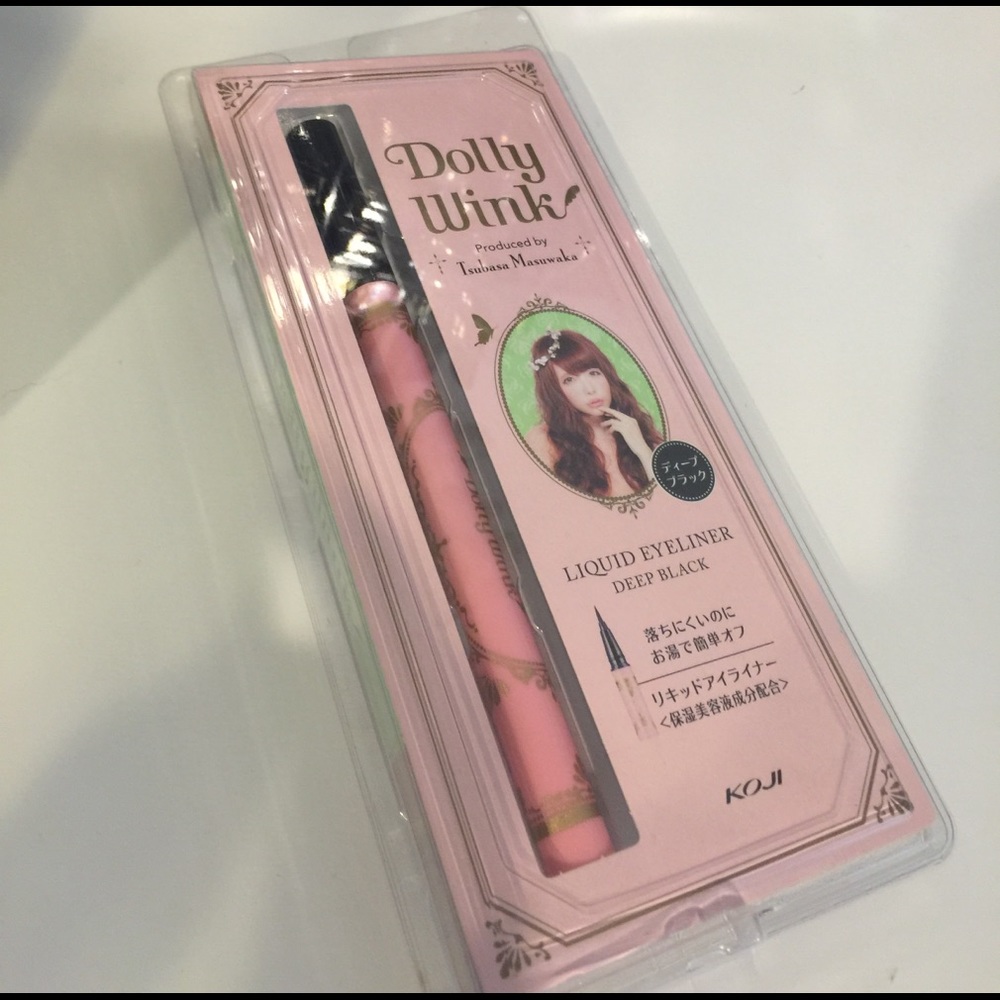 Dolly
Wink
Produced by
Tsubasa Masuwaka
ディープ
ブラック
LIQUID EYELINER
DEEP BLACK
落ちにくいのに
お湯で簡単オフ
リキッドアイライナー
<保湿美容液成分配合>
KOJI
Dolly Wink